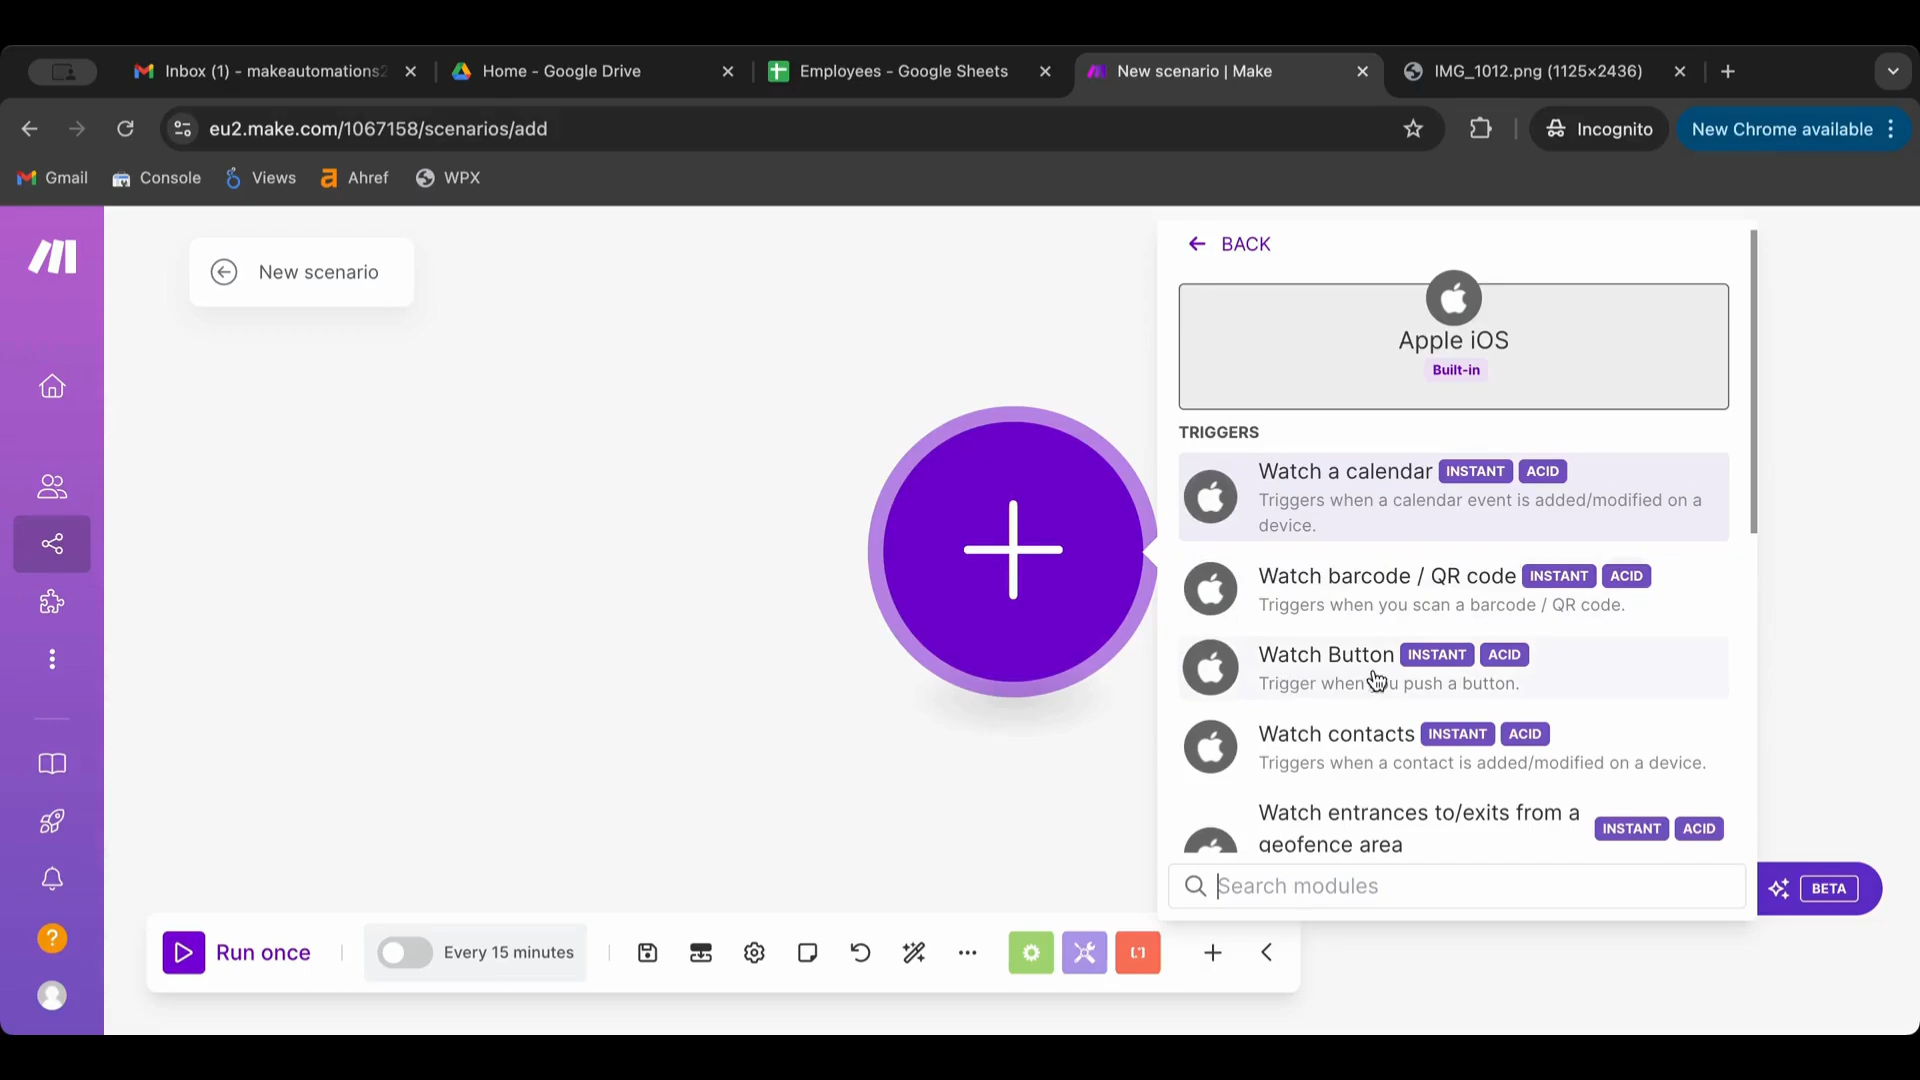 Inbox (1) - makeautomations2
Home - Google Drive
Employees - Google Sheets
New scenario | Make
IMG_1012.png (1125×2436)
eu2.make.com/1067158/scenarios/add
Incognito
New Chrome available
Gmail
Console
Views
Ahref
WPX
New scenario
BACK
Apple iOS
Built-in
TRIGGERS
Watch a calendar INSTANT ACID
Triggers when a calendar event is added/modified on a
device.
Watch barcode / QR code INSTANT ACID
Triggers when you scan a barcode / QR code.
Watch Button INSTANT ACID
Trigger when you push a button.
Watch contacts INSTANT ACID
Triggers when a contact is added/modified on a device.
Watch entrances to/exits from a
geofence area INSTANT ACID
Search modules
BETA
Run once
Every 15 minutes